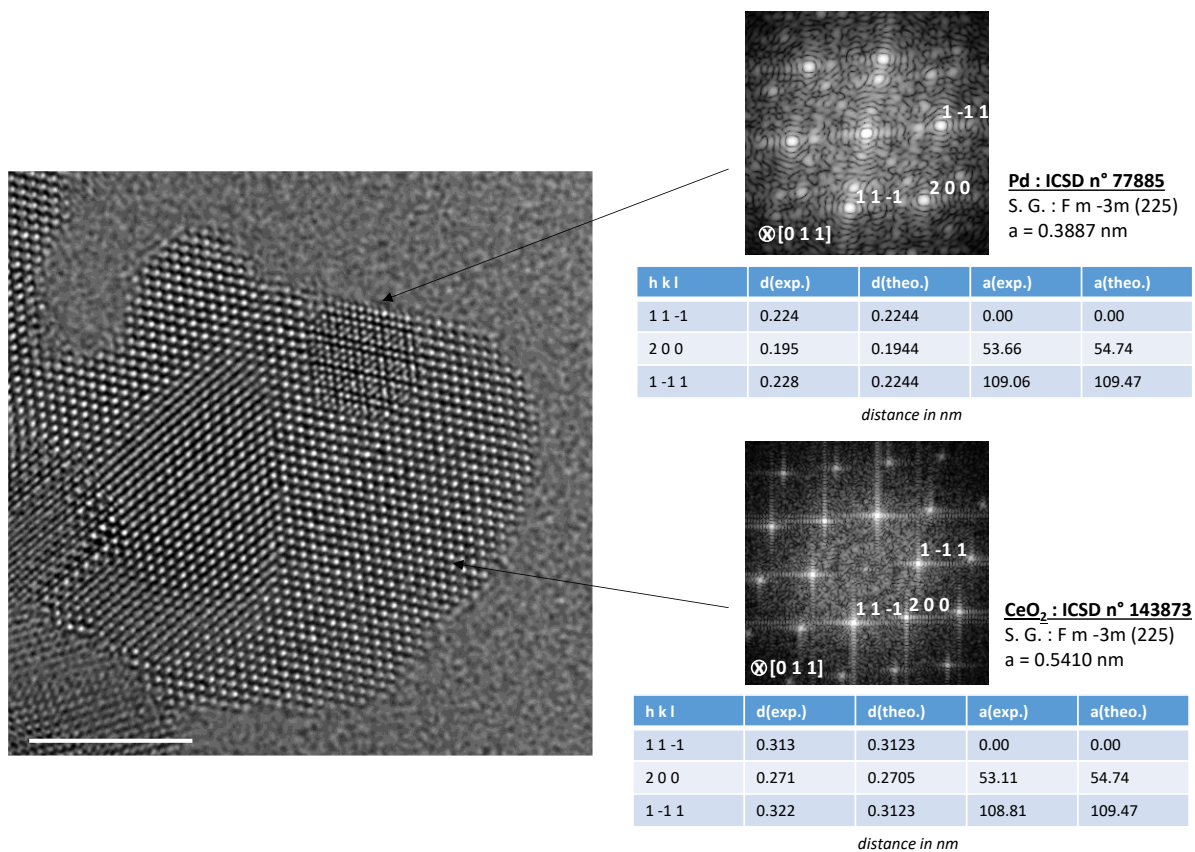 1 -1 1
1 1 -1
2 0 0
⊗[0 1 1]
Pd : ICSD n° 77885
S. G. : F m -3m (225)
a = 0.3887 nm
h k l d(exp.) d(theo.) a(exp.) a(theo.)
1 1 -1 0.224 0.2244 0.00 0.00
2 0 0 0.195 0.1944 53.66 54.74
1 -1 1 0.228 0.2244 109.06 109.47
distance in nm
1 -1 1
1 1 -1
2 0 0
⊗[0 1 1]
CeO₂ : ICSD n° 143873
S. G. : F m -3m (225)
a = 0.5410 nm
h k l d(exp.) d(theo.) a(exp.) a(theo.)
1 1 -1 0.313 0.3123 0.00 0.00
2 0 0 0.271 0.2705 53.11 54.74
1 -1 1 0.322 0.3123 108.81 109.47
distance in nm